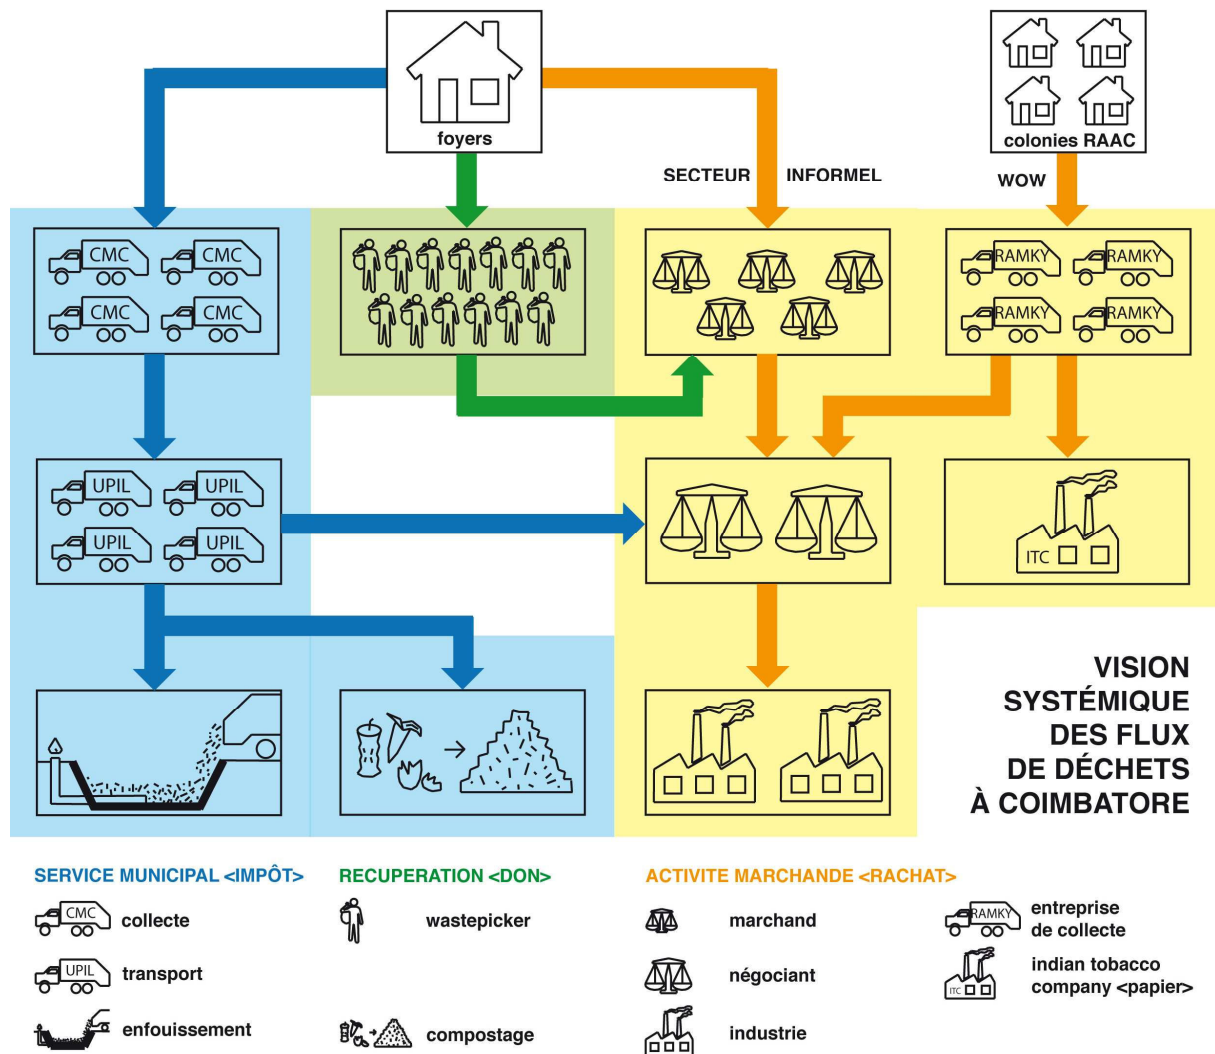 foyers
colonies RAAC
SECTEUR INFORMEL
WOW
CMC CMC
CMC CMC
RAMKY RAMKY
RAMKY RAMKY
UPIL UPIL
UPIL UPIL
ITC
VISION
SYSTÉMIQUE
DES FLUX
DE DÉCHETS
À COIMBATORE
SERVICE MUNICIPAL <IMPÔT>
CMC collecte
UPIL transport
enfouissement
RECUPERATION <DON>
wastepicker
compostage
ACTIVITE MARCHANDE <RACHAT>
marchand
négociant
industrie
RAMKY entreprise
de collecte
ITC indian tobacco
company <papier>